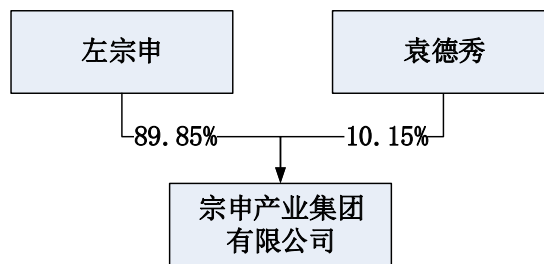 左宗申
袁德秀
89.85%
10.15%
宗申产业集团
有限公司